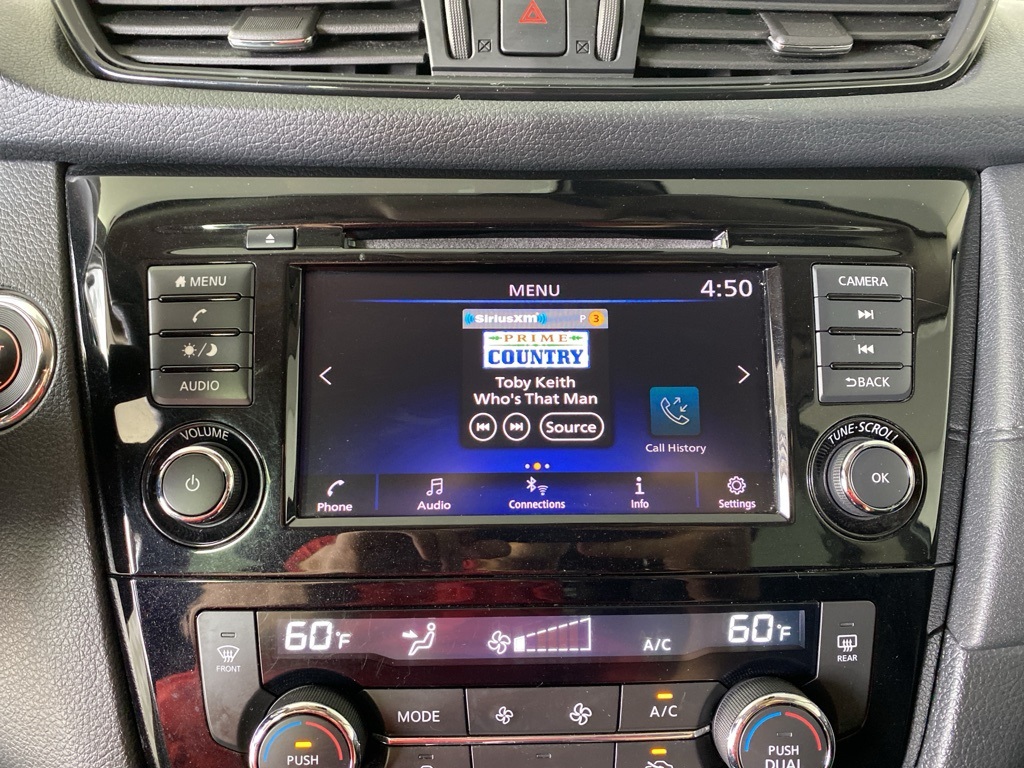 MENU
AUDIO
VOLUME
MENU
4:50
SiriusXM
P 3
PRIME
COUNTRY
Toby Keith
Who's That Man
Source
Call History
Phone
Audio
Connections
Info
Settings
CAMERA
BACK
TUNE·SCROLL
OK
60°F
A/C
60°F
FRONT
REAR
MODE
A/C
PUSH
PUSH
DUAL